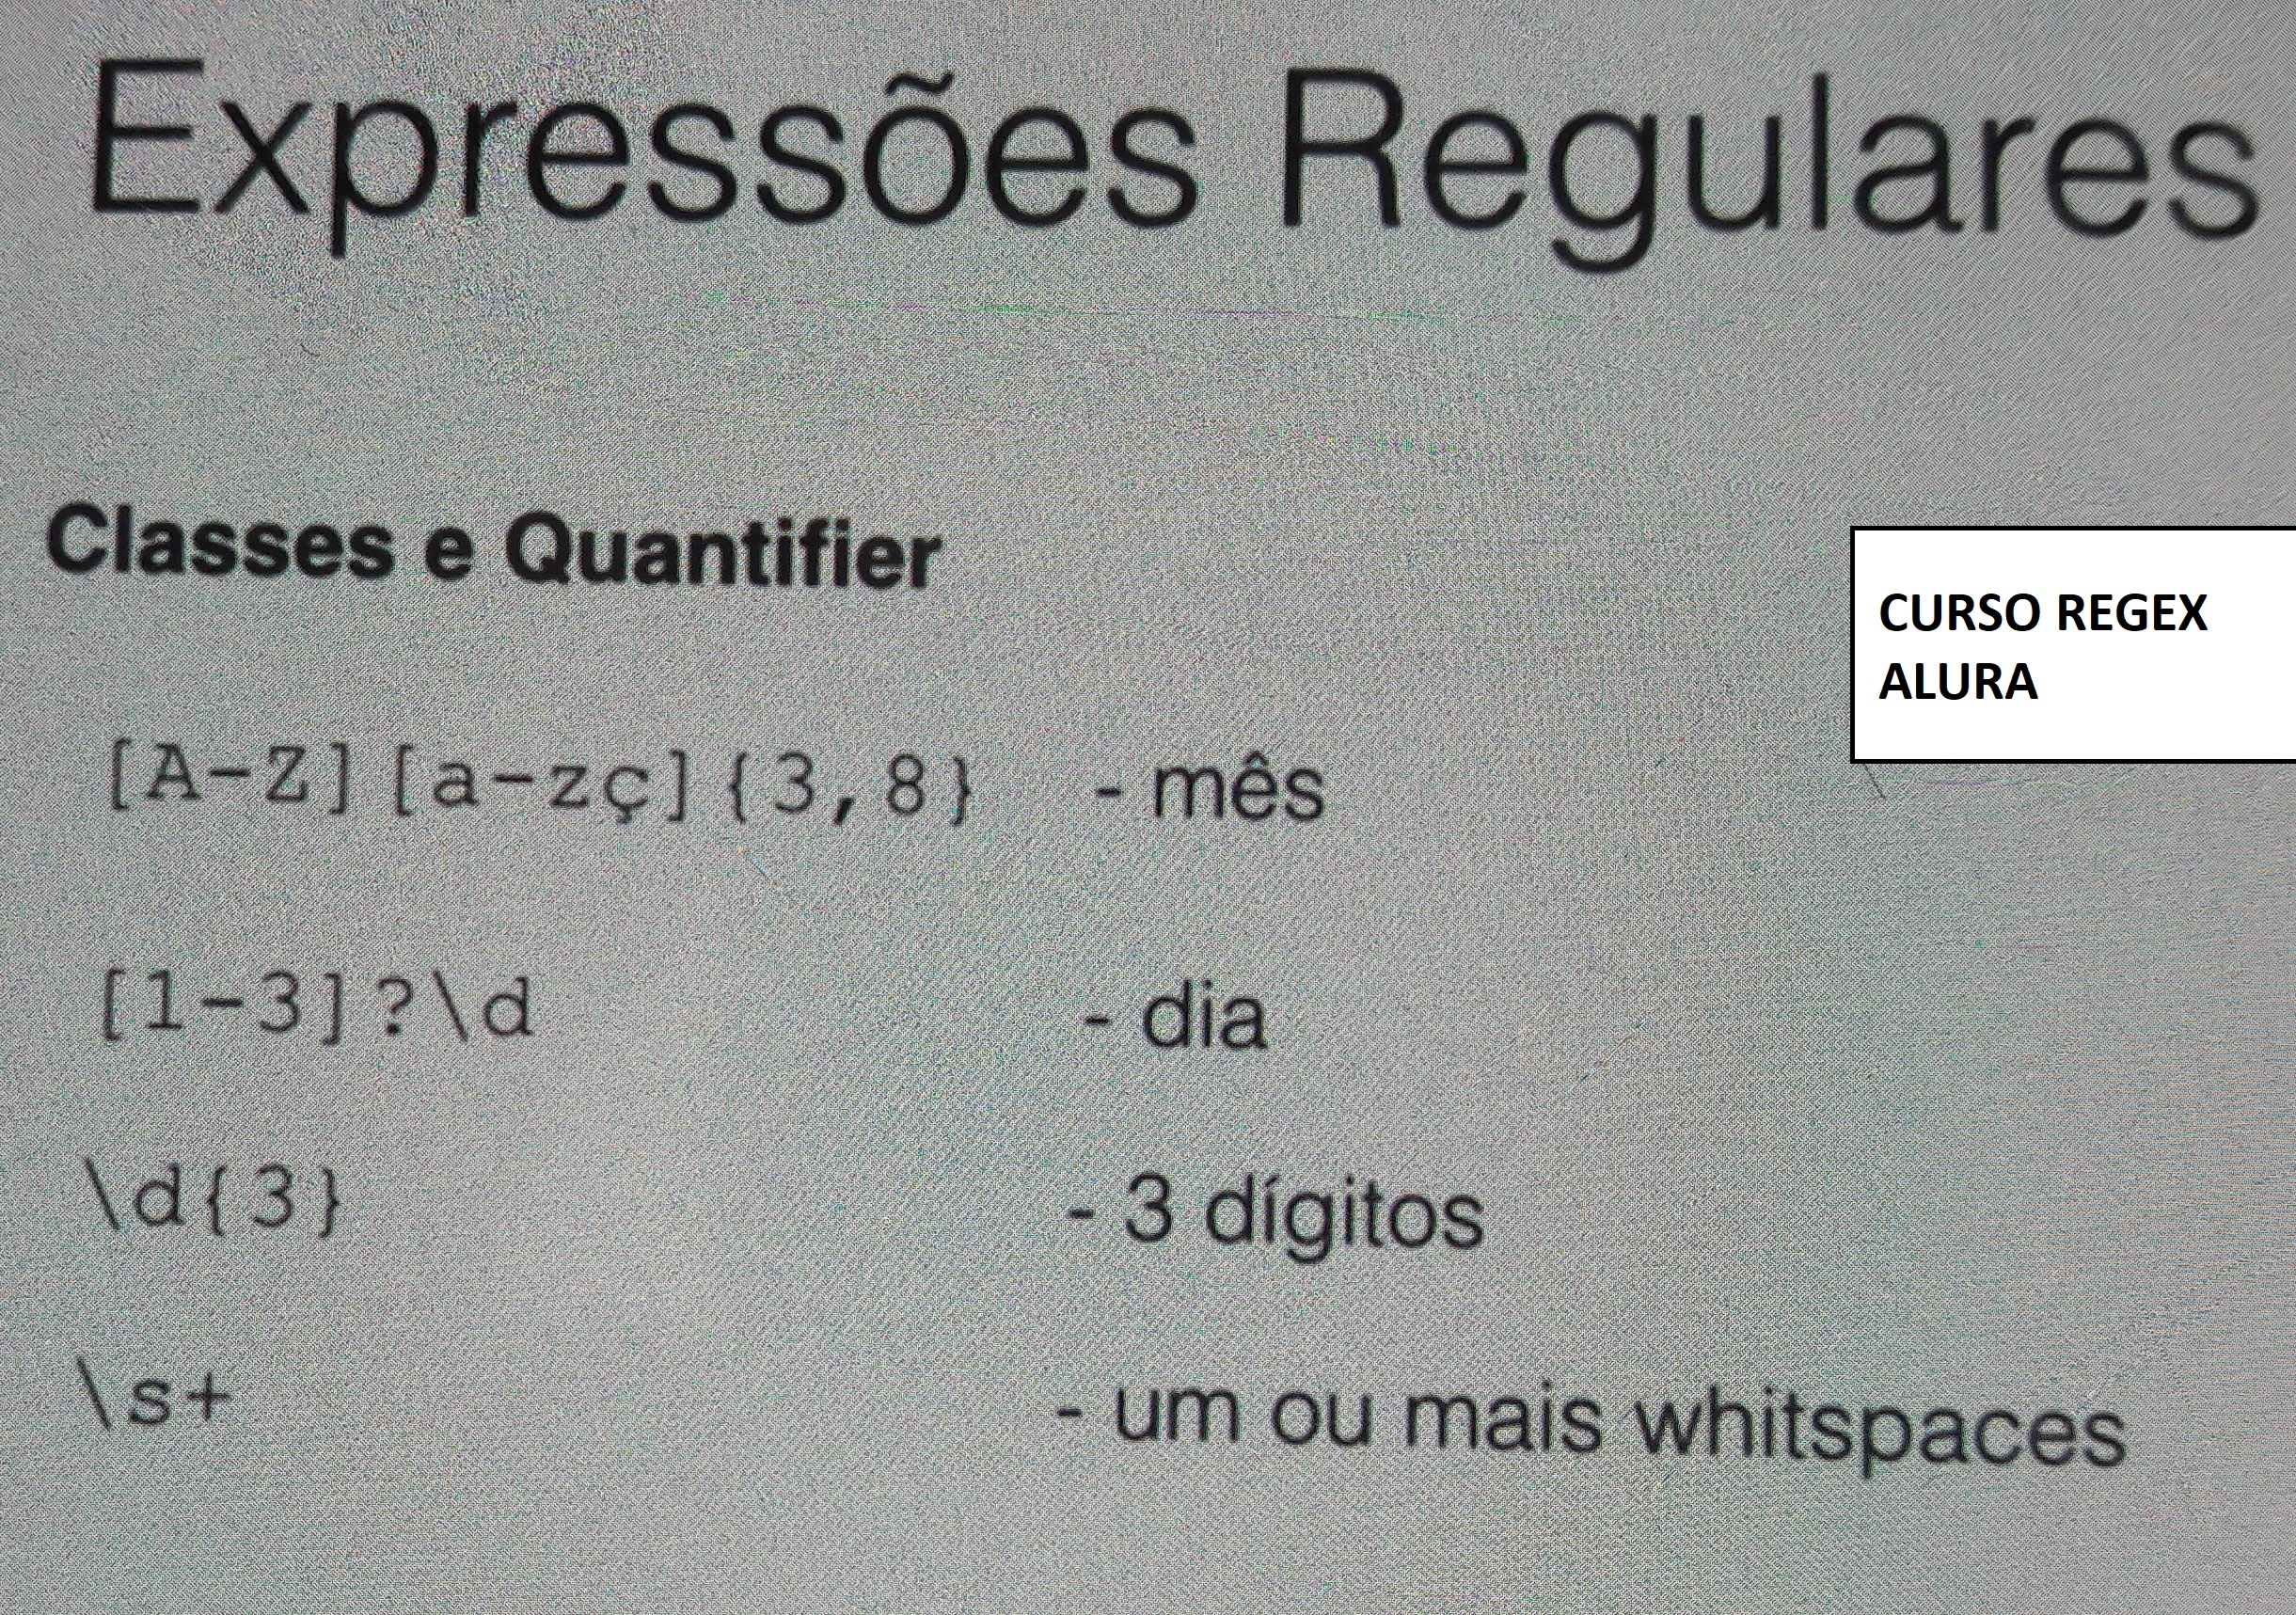 Expressões Regulares
Classes e Quantifier
CURSO REGEX
ALURA
[A-Z][a-zç]{3,8} - mês
[1-3]?\d - dia
\d{3} - 3 dígitos
\s+ - um ou mais whitspaces